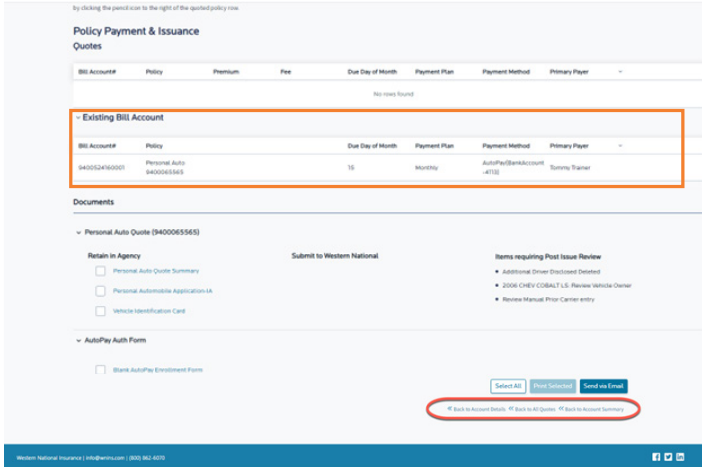 by clicking the pencil icon to the right of the quoted policy row.
Policy Payment & Issuance
Quotes
Bill Account# Policy Premium Fee Due Day of Month Payment Plan Payment Method Primary Payer
No rows found
Existing Bill Account
Bill Account# Policy Due Day of Month Payment Plan Payment Method Primary Payer
9400524160001 Personal Auto 9400065565 15 Monthly AutoPay(BankAccount -4713) Tommy Trainer
Documents
Personal Auto Quote (9400065565)
Retain in Agency Submit to Western National Items requiring Post Issue Review
Personal Auto Quote Summary • Additional Driver Disclosed Deleted
Personal Automobile Application-IA • 2006 CHEV COBALT LS: Review Vehicle Owner
• Review Manual Prior Carrier entry
Vehicle Identification Card
AutoPay Auth Form
Blank AutoPay Enrollment Form
Select All Print Selected Send via Email
« Back to Account Details « Back to All Quotes « Back to Account Summary
Western National Insurance | info@wnins.com | (800) 862-6070